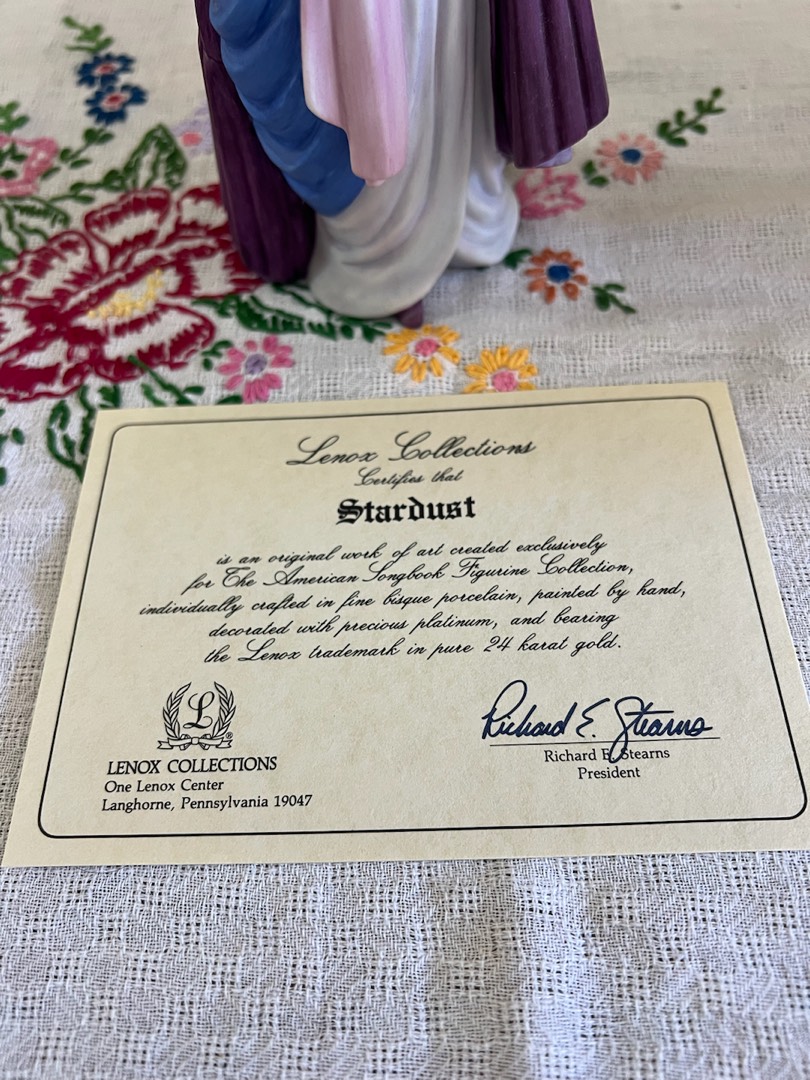 Lenox Collections
Certifies that
Stardust
is an original work of art created exclusively
for The American Songbook Figurine Collection,
individually crafted in fine bisque porcelain, painted by hand,
decorated with precious platinum, and bearing
the Lenox trademark in pure 24 karat gold.
L ®
LENOX COLLECTIONS
One Lenox Center
Langhorne, Pennsylvania 19047
Richard E. Stearns
Richard E. Stearns
President